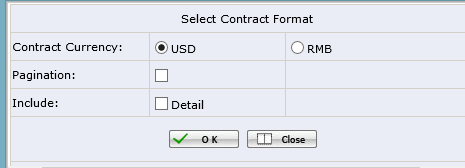 Select Contract Format
Contract Currency: USD RMB
Pagination:
Include: Detail
O K Close